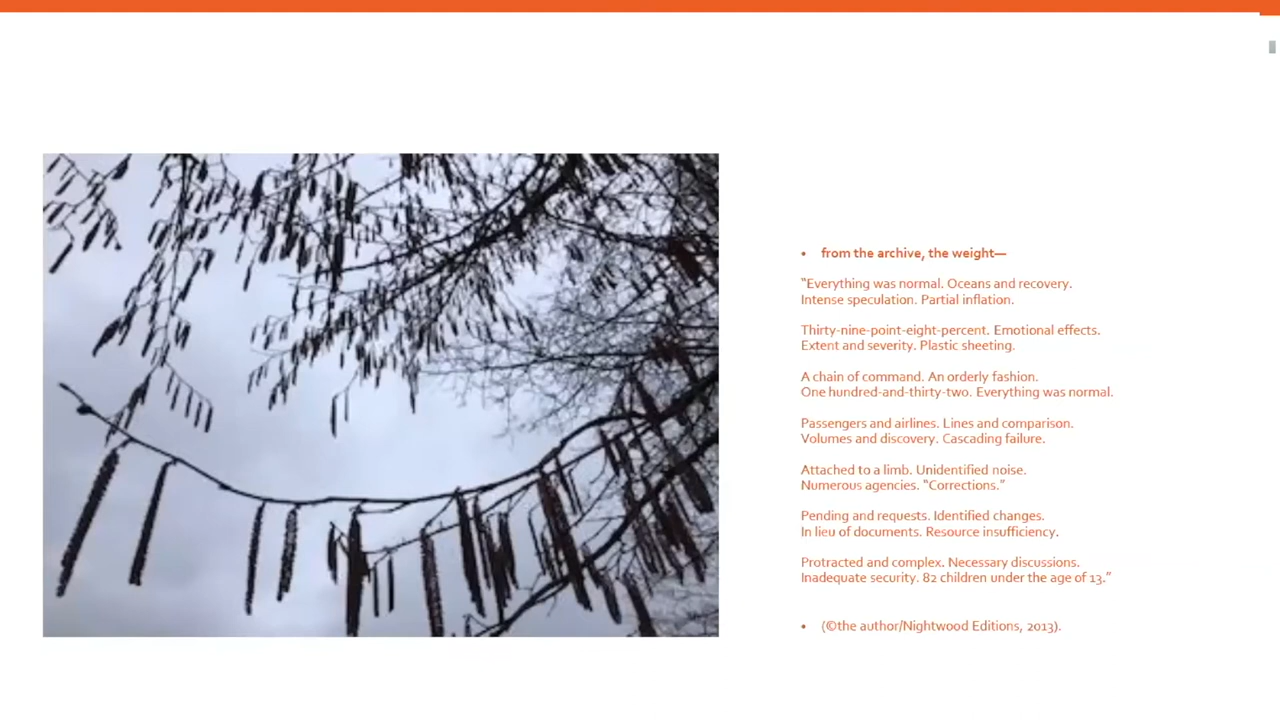 • from the archive, the weight—
“Everything was normal. Oceans and recovery.
Intense speculation. Partial inflation.
Thirty-nine-point-eight-percent. Emotional effects.
Extent and severity. Plastic sheeting.
A chain of command. An orderly fashion.
One hundred-and-thirty-two. Everything was normal.
Passengers and airlines. Lines and comparison.
Volumes and discovery. Cascading failure.
Attached to a limb. Unidentified noise.
Numerous agencies. “Corrections.”
Pending and requests. Identified changes.
In lieu of documents. Resource insufficiency.
Protracted and complex. Necessary discussions.
Inadequate security. 82 children under the age of 13.”
• (©the author/Nightwood Editions, 2013).